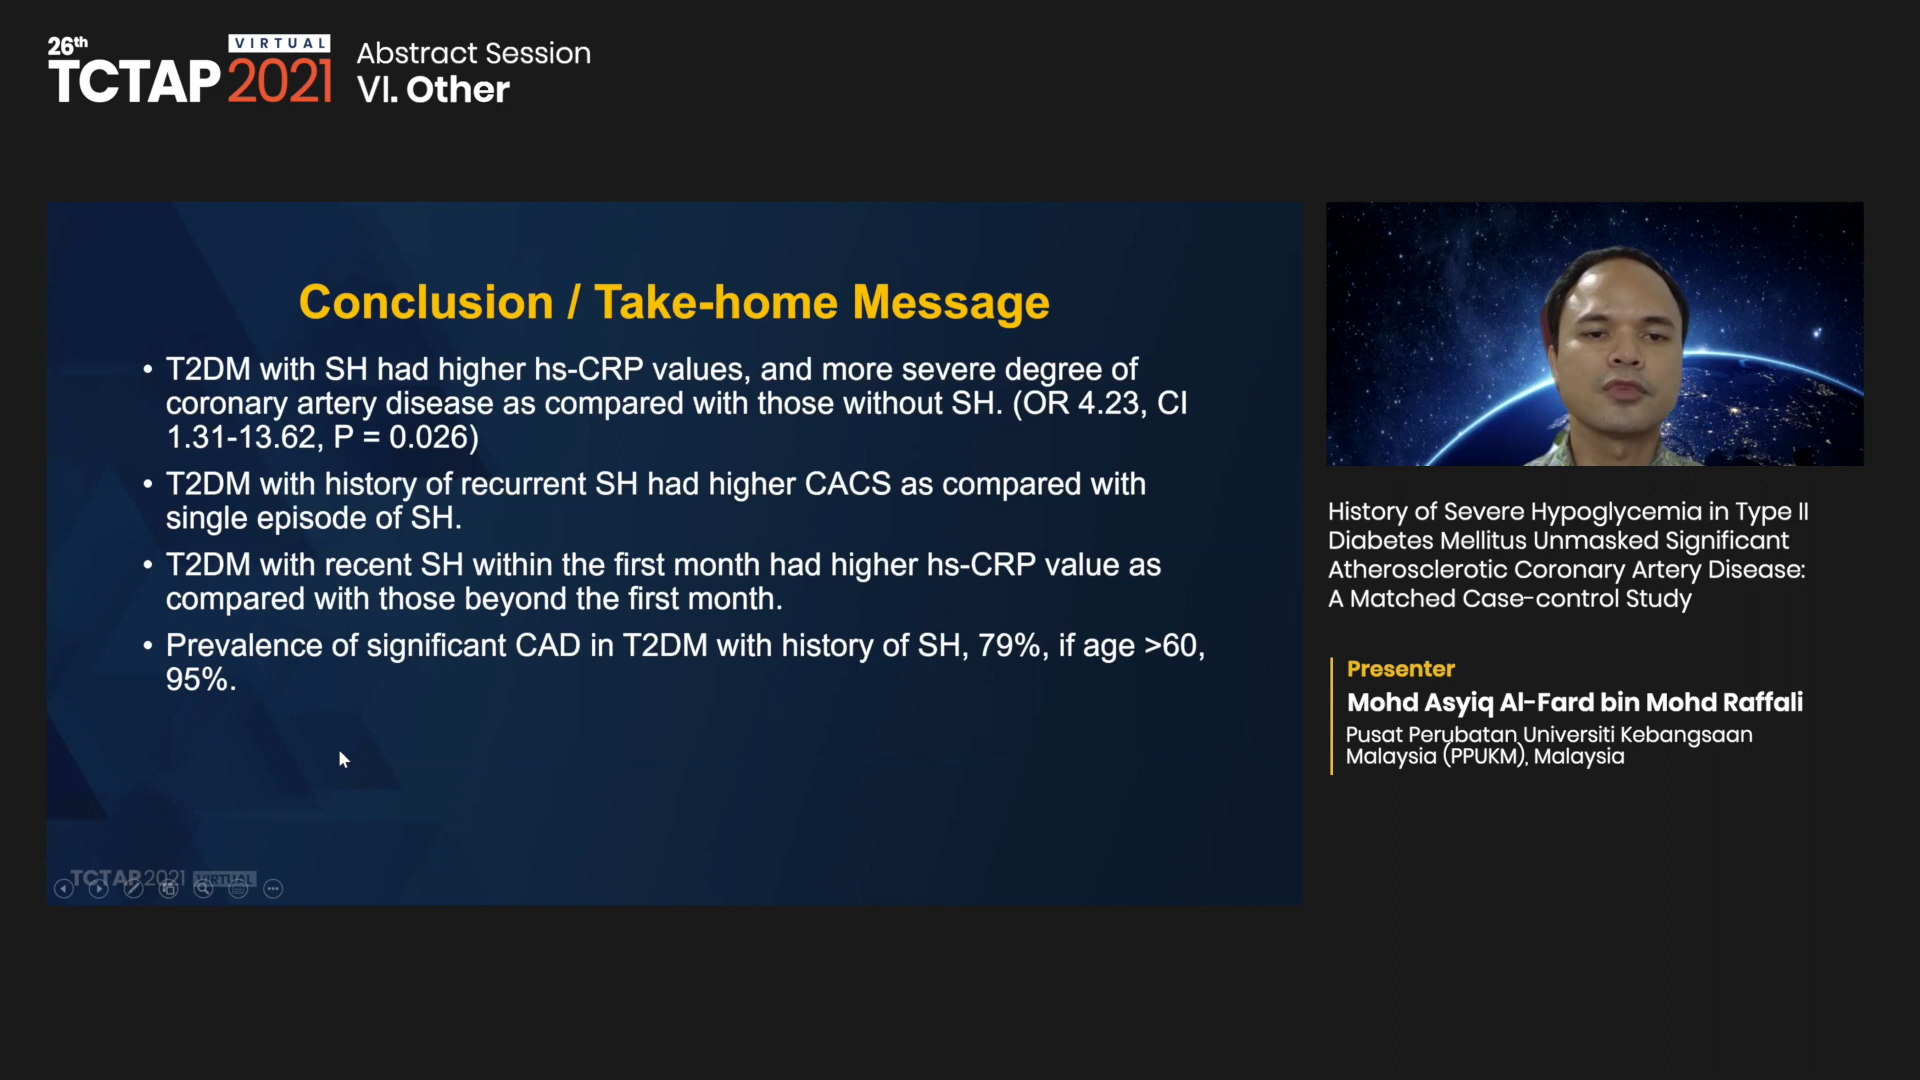 26th
VIRTUAL
TCTAP 2021
Abstract Session
VI. Other
Conclusion / Take-home Message
• T2DM with SH had higher hs-CRP values, and more severe degree of
coronary artery disease as compared with those without SH. (OR 4.23, CI
1.31-13.62, P = 0.026)
• T2DM with history of recurrent SH had higher CACS as compared with
single episode of SH.
• T2DM with recent SH within the first month had higher hs-CRP value as
compared with those beyond the first month.
• Prevalence of significant CAD in T2DM with history of SH, 79%, if age >60,
95%.
TCTAP2021 VIRTUAL
History of Severe Hypoglycemia in Type II
Diabetes Mellitus Unmasked Significant
Atherosclerotic Coronary Artery Disease:
A Matched Case-control Study
Presenter
Mohd Asyiq Al-Fard bin Mohd Raffali
Pusat Perubatan Universiti Kebangsaan
Malaysia (PPUKM), Malaysia